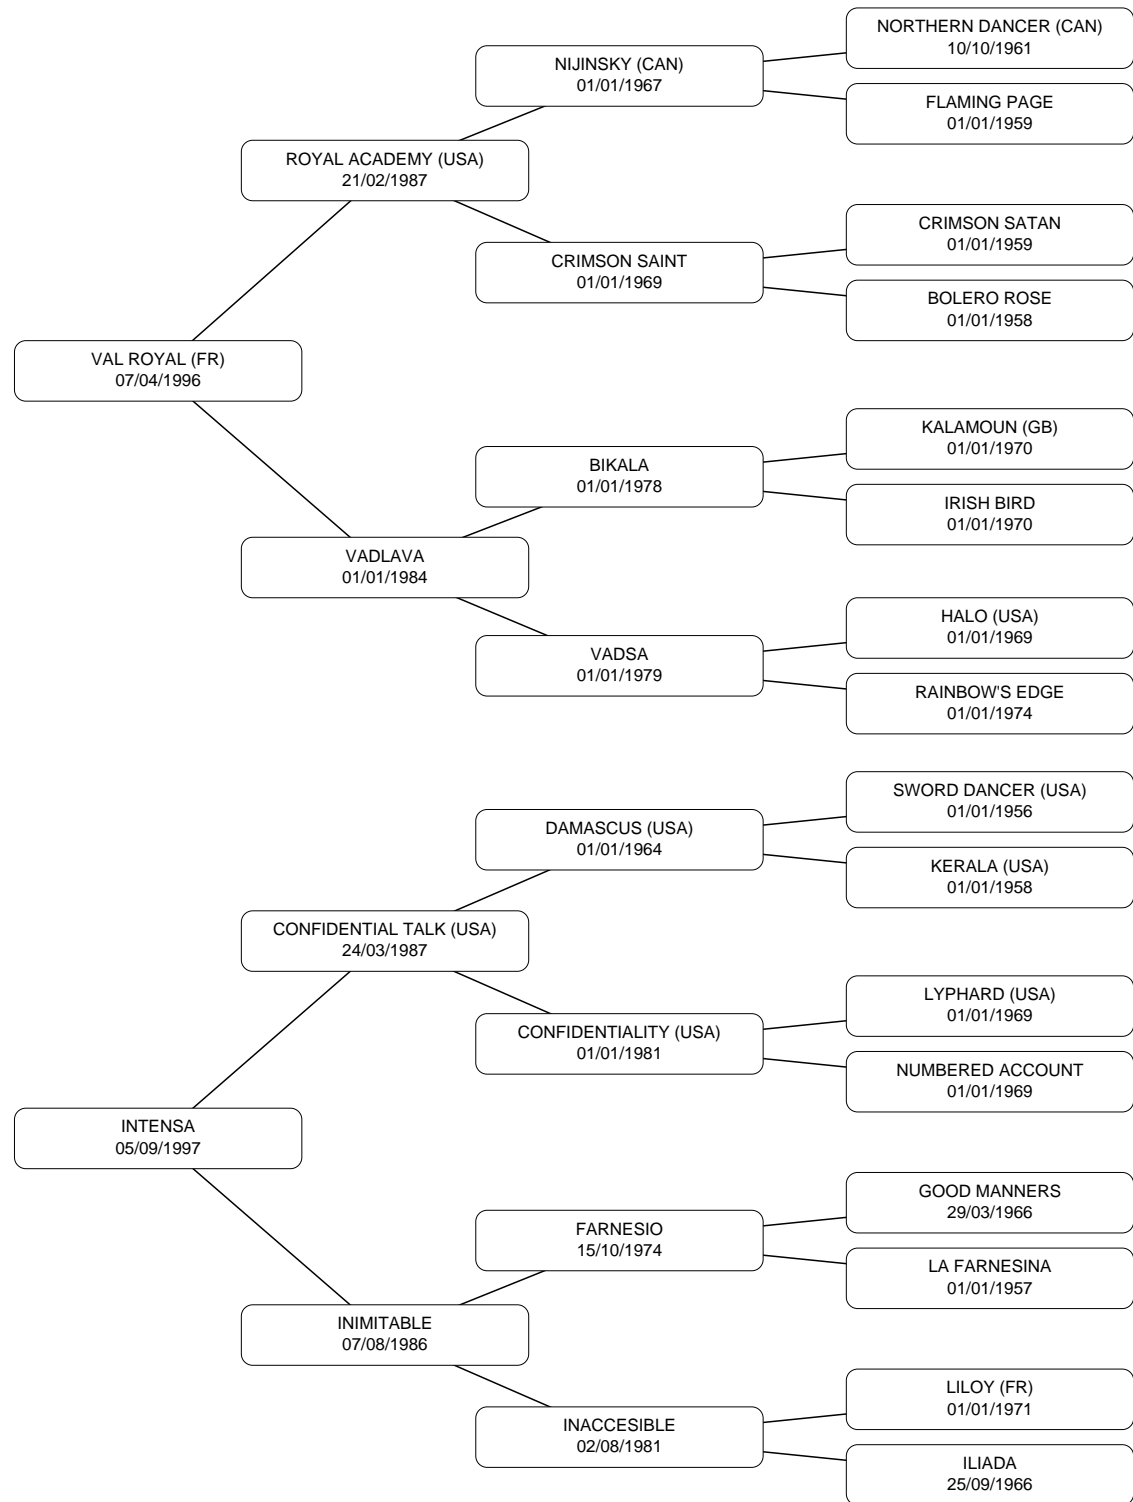 NORTHERN DANCER (CAN)
10/10/1961
NIJINSKY (CAN)
01/01/1967
FLAMING PAGE
01/01/1959
ROYAL ACADEMY (USA)
21/02/1987
CRIMSON SATAN
01/01/1959
CRIMSON SAINT
01/01/1969
BOLERO ROSE
01/01/1958
VAL ROYAL (FR)
07/04/1996
KALAMOUN (GB)
01/01/1970
BIKALA
01/01/1978
IRISH BIRD
01/01/1970
VADLAVA
01/01/1984
HALO (USA)
01/01/1969
VADSA
01/01/1979
RAINBOW'S EDGE
01/01/1974
SWORD DANCER (USA)
01/01/1956
DAMASCUS (USA)
01/01/1964
KERALA (USA)
01/01/1958
CONFIDENTIAL TALK (USA)
24/03/1987
LYPHARD (USA)
01/01/1969
CONFIDENTIALITY (USA)
01/01/1981
NUMBERED ACCOUNT
01/01/1969
INTENSA
05/09/1997
GOOD MANNERS
29/03/1966
FARNESIO
15/10/1974
LA FARNESINA
01/01/1957
INIMITABLE
07/08/1986
LILOY (FR)
01/01/1971
INACCESIBLE
02/08/1981
ILIADA
25/09/1966